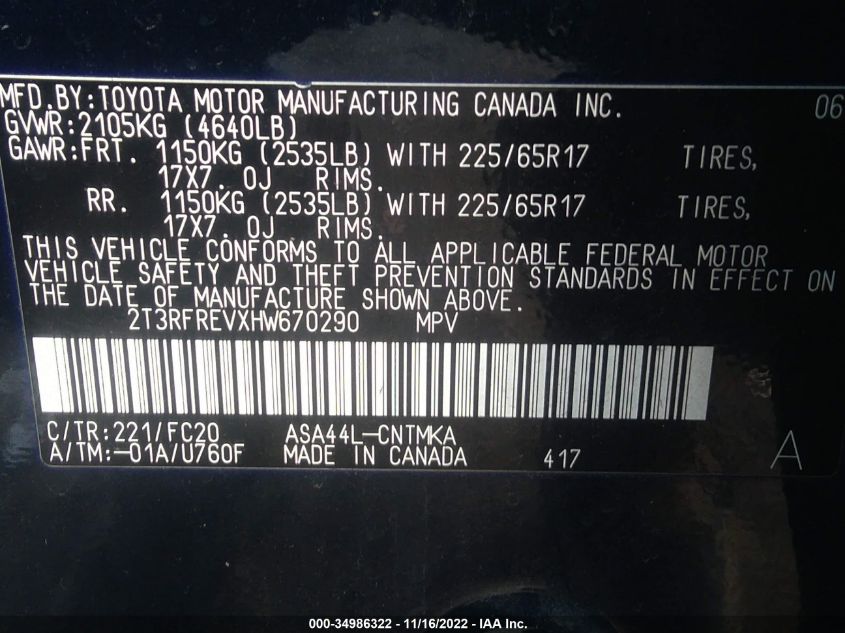 MFD.BY:TOYOTA MOTOR MANUFACTURING CANADA INC. 06
GVWR:2105KG (4640LB)
GAWR:FRT. 1150KG (2535LB) WITH 225/65R17 TIRES,
17X7.0J RIMS.
RR. 1150KG (2535LB) WITH 225/65R17 TIRES,
17X7.0J RIMS.
THIS VEHICLE CONFORMS TO ALL APPLICABLE FEDERAL MOTOR
VEHICLE SAFETY AND THEFT PREVENTION STANDARDS IN EFFECT ON
THE DATE OF MANUFACTURE SHOWN ABOVE.
2T3RFREVXHW670290 MPV
C/TR:221/FC20 ASA44L-CNTMKA
A/TM:-01A/U760F MADE IN CANADA 417 A
000-34986322 - 11/16/2022 - IAA Inc.